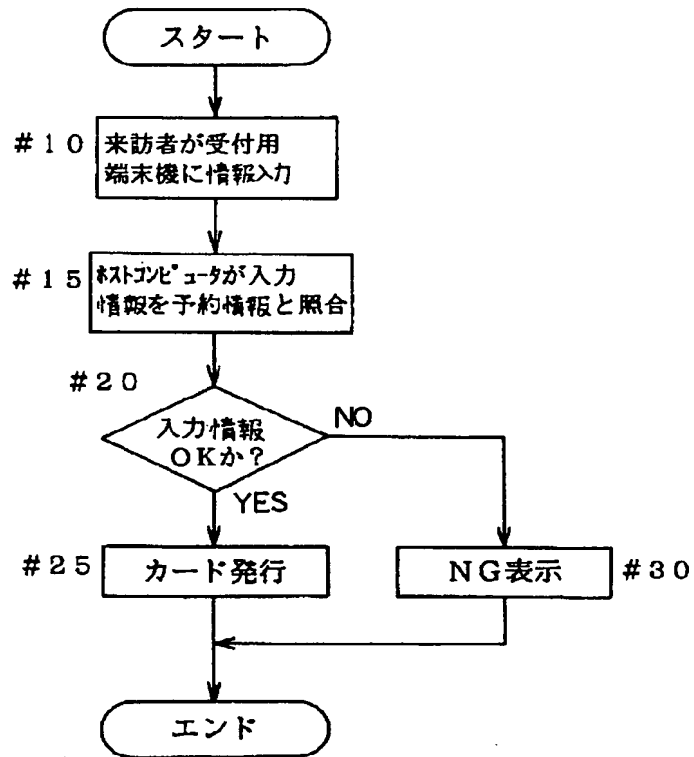 スタート
#10
来訪者が受付用
端末機に情報入力
#15
ホストコンピュータが入力
情報を予約情報と照合
#20
入力情報
OKか?
NO
YES
#25
カード発行
NG表示
#30
エンド